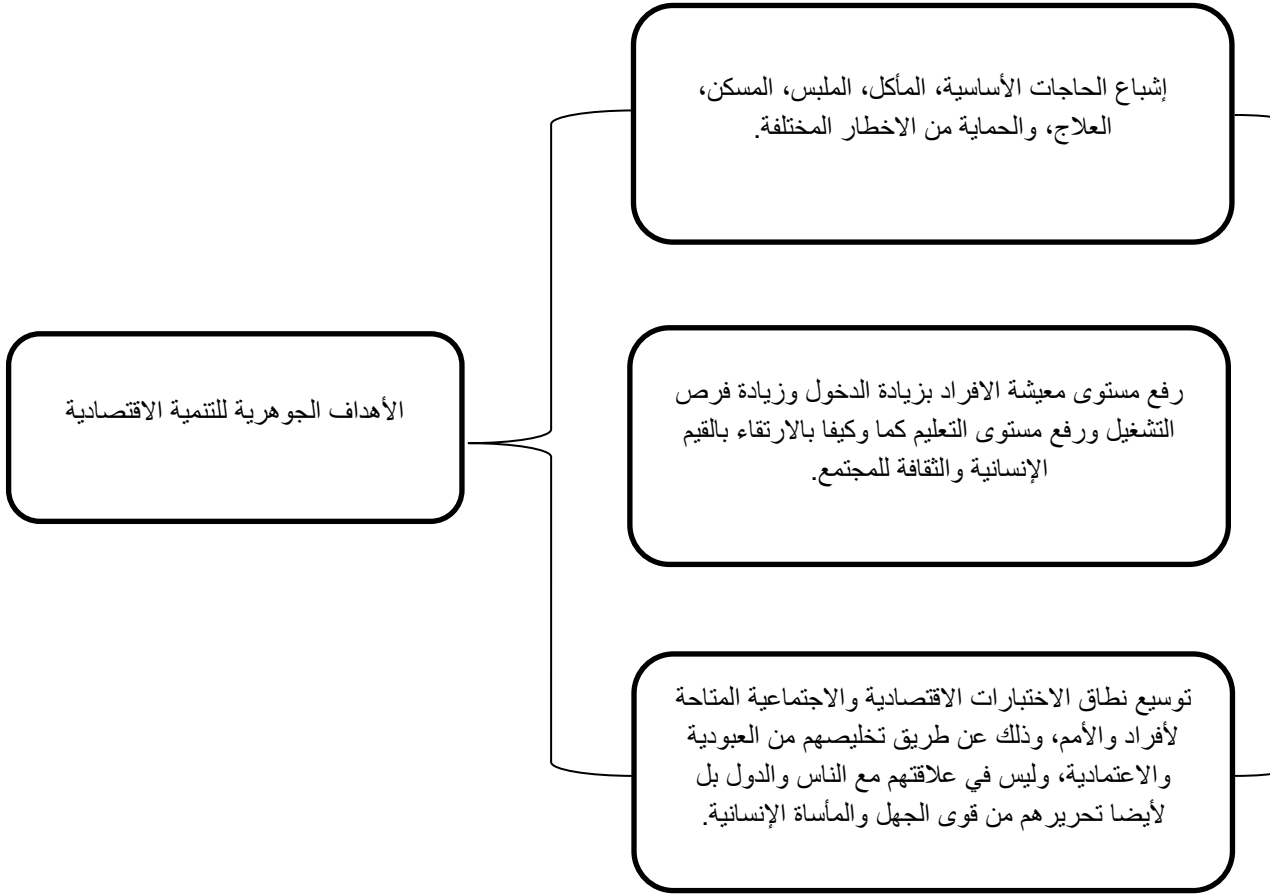 إشباع الحاجات الأساسية، المأكل، الملبس، المسكن،
العلاج، والحماية من الاخطار المختلفة.
الأهداف الجوهرية للتنمية الاقتصادية
رفع مستوى معيشة الافراد بزيادة الدخول وزيادة فرص
التشغيل ورفع مستوى التعليم كما وكيفا بالارتقاء بالقيم
الإنسانية والثقافة للمجتمع.
توسيع نطاق الاختبارات الاقتصادية والاجتماعية المتاحة
لأفراد والأمم، وذلك عن طريق تخليصهم من العبودية
والاعتمادية، وليس في علاقتهم مع الناس والدول بل
لأيضا تحريرهم من قوى الجهل والمأساة الإنسانية.